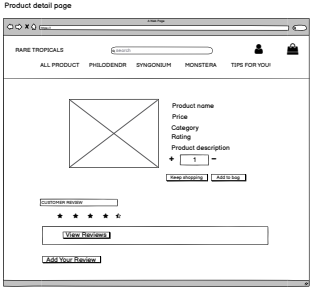 Product detail page
A Web Page
https://
RARE TROPICALS
search
ALL PRODUCT PHILODENDR SYNGONIUM MONSTERA TIPS FOR YOU!
Product name
Price
Category
Rating
Product description
+ 1 −
Keep shopping Add to bag
CUSTOMER REVIEW
View Reviews
Add Your Review